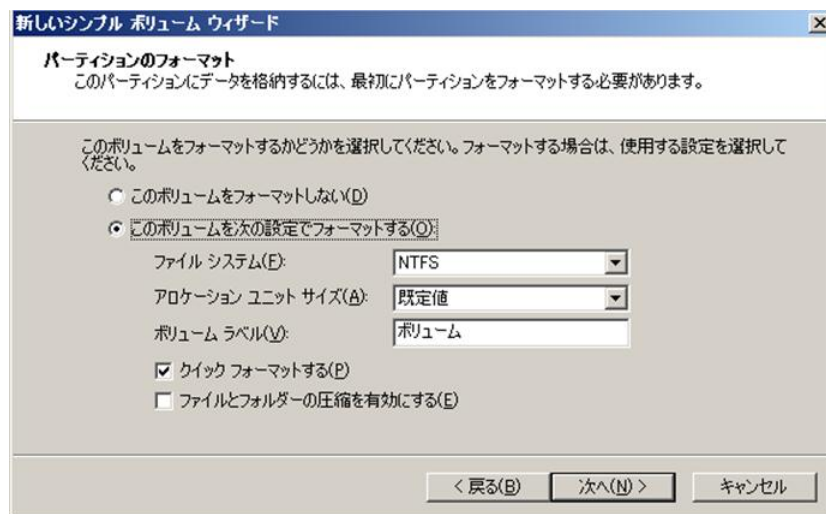 新しいシンプル ボリューム ウィザード
パーティションのフォーマット
このパーティションにデータを格納するには、最初にパーティションをフォーマットする必要があります。
このボリュームをフォーマットするかどうかを選択してください。フォーマットする場合は、使用する設定を選択して
ください。
このボリュームをフォーマットしない(D)
このボリュームを次の設定でフォーマットする(O):
ファイル システム(F): NTFS
アロケーション ユニット サイズ(A): 既定値
ボリューム ラベル(V): ボリューム
クイック フォーマットする(P)
ファイルとフォルダーの圧縮を有効にする(E)
< 戻る(B) 次へ(N) > キャンセル